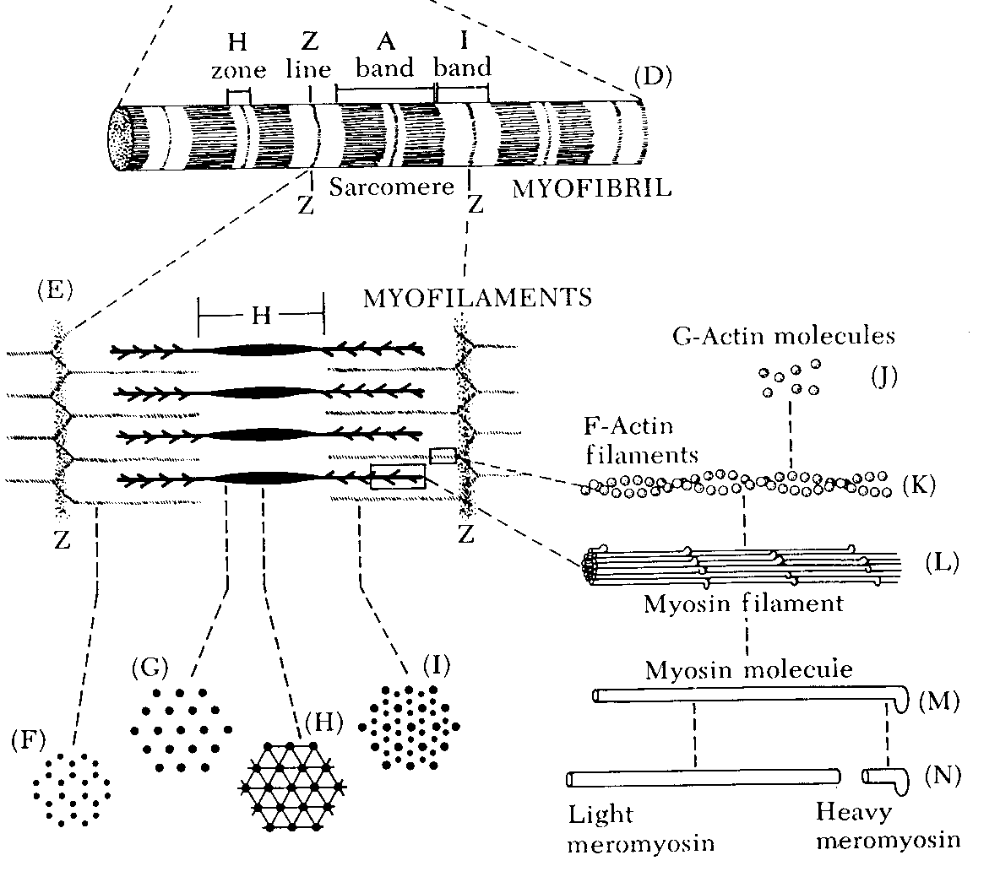 H Z A I
zone line band band
(D)
Sarcomere MYOFIBRIL
Z Z
(E)
MYOFILAMENTS
H
G-Actin molecules
(J)
F-Actin
filaments
(K)
Z Z
(L)
Myosin filament
(G) (I)
Myosin molecule
(M)
(H)
(F)
(N)
Light
meromyosin
Heavy
meromyosin